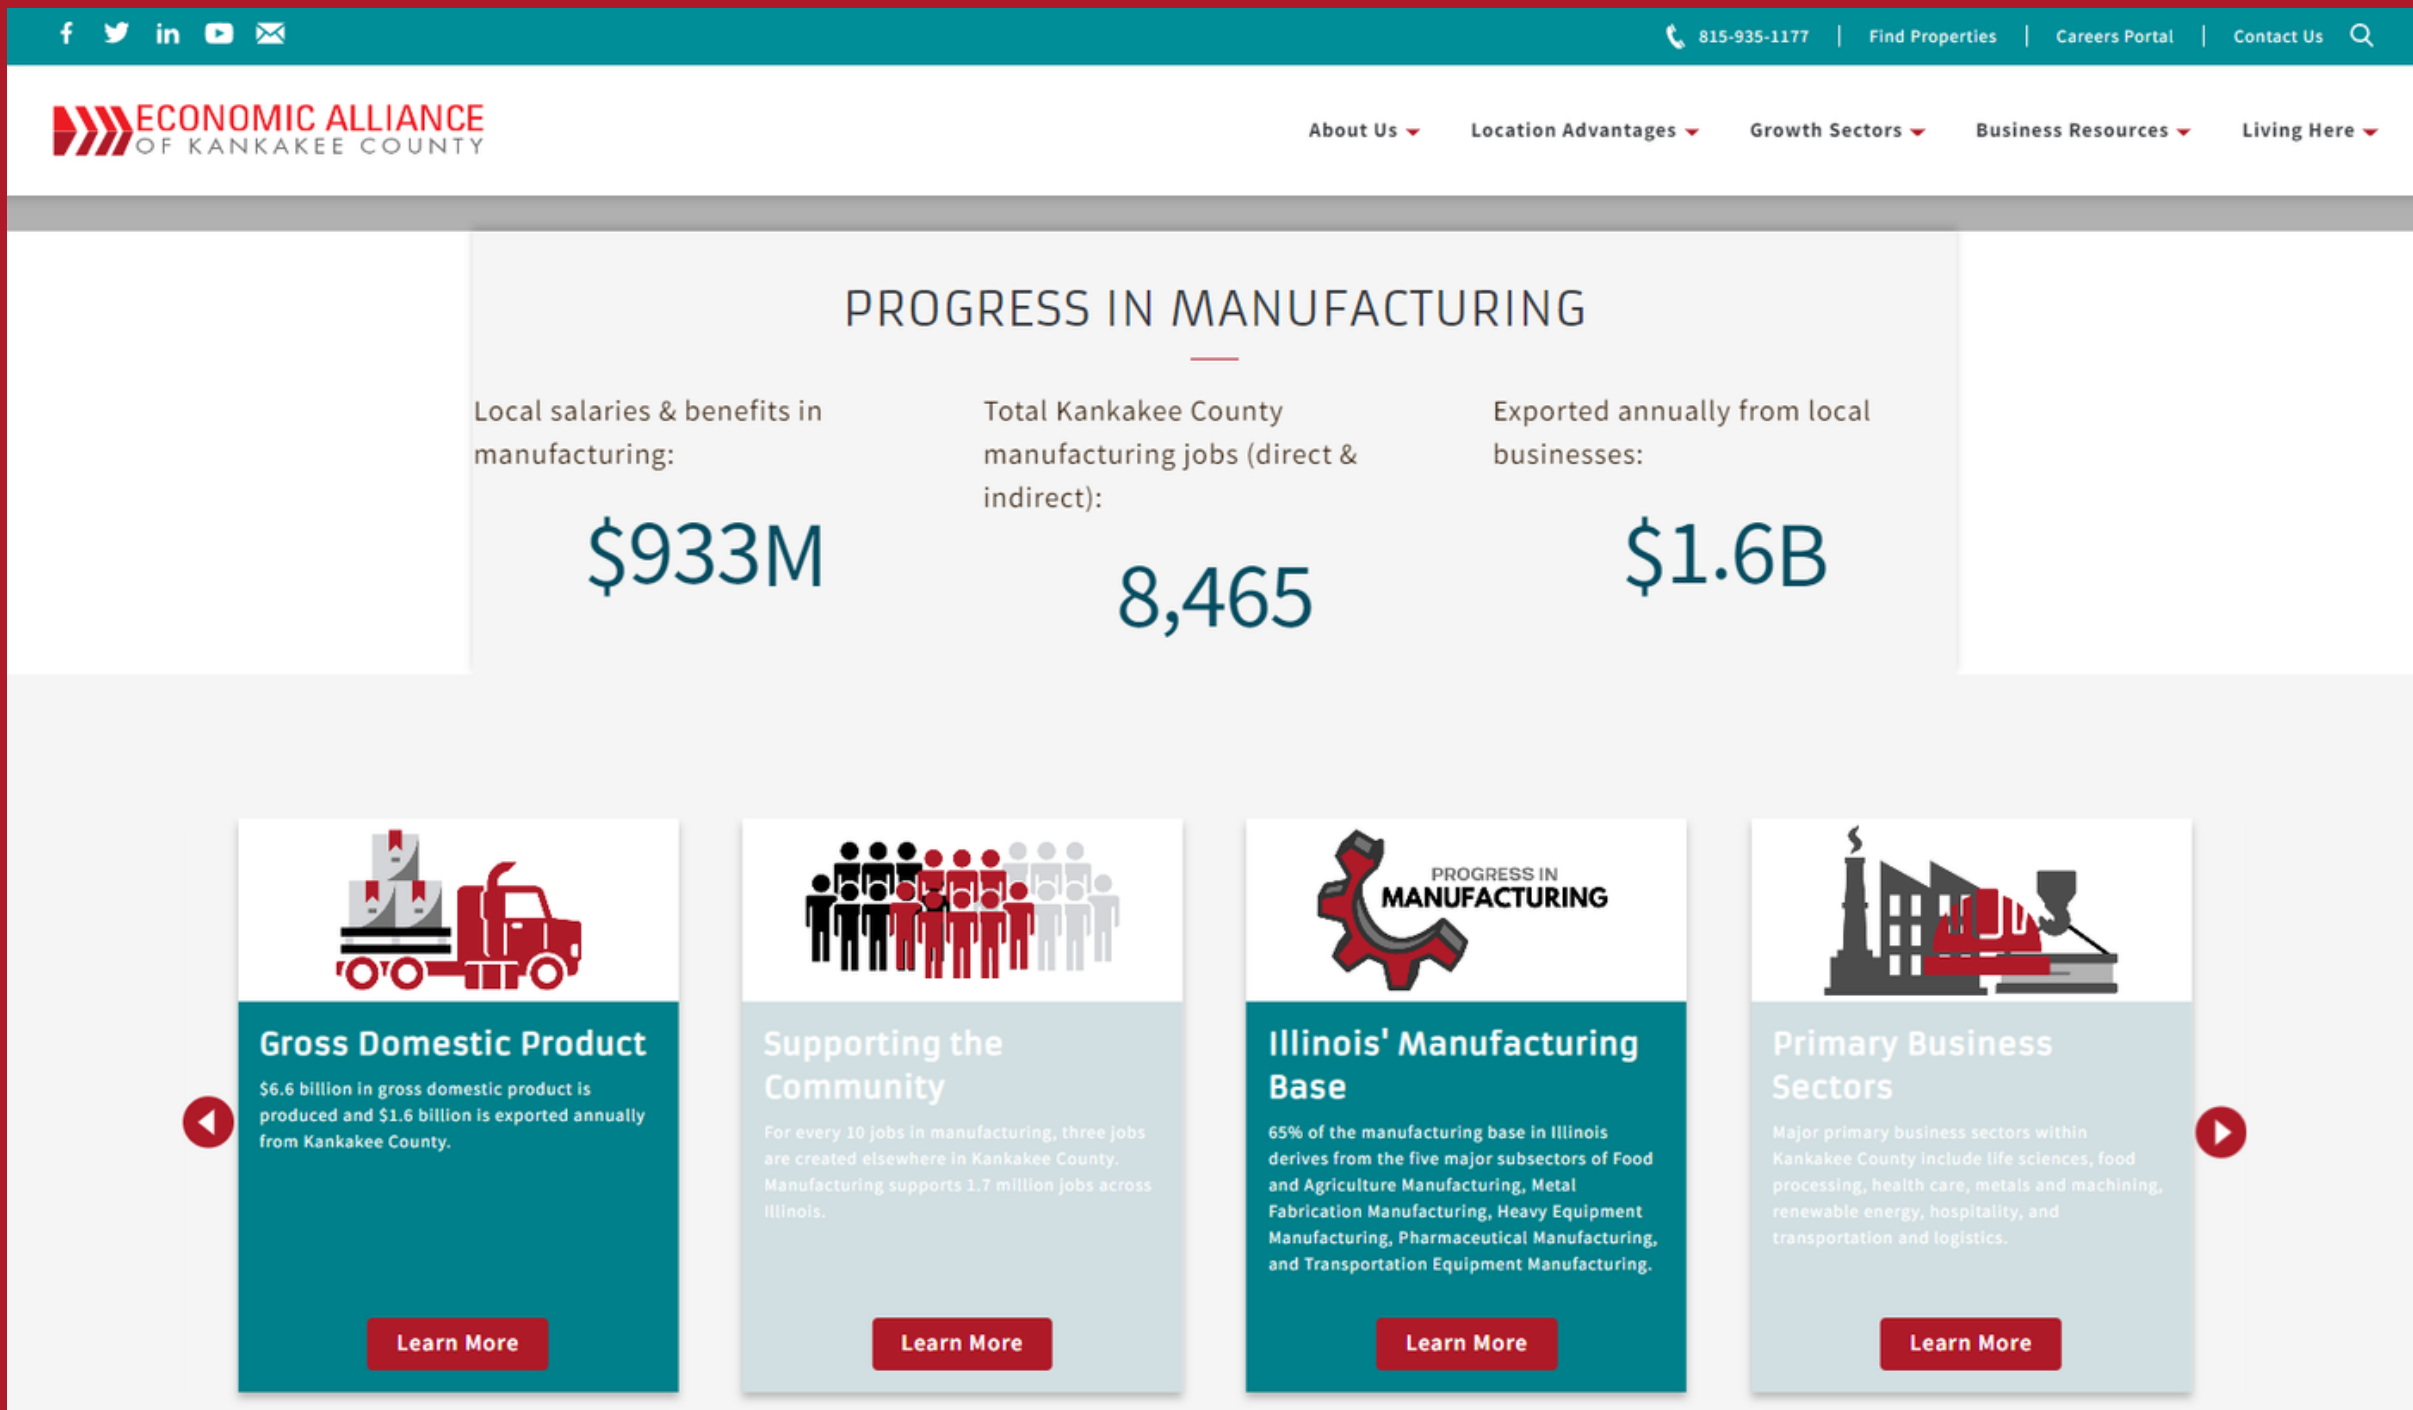 815-935-1177 | Find Properties | Careers Portal | Contact Us
ECONOMIC ALLIANCE
OF KANKAKEE COUNTY
About Us
Location Advantages
Growth Sectors
Business Resources
Living Here
PROGRESS IN MANUFACTURING
Local salaries & benefits in
manufacturing:
$933M
Total Kankakee County
manufacturing jobs (direct &
indirect):
8,465
Exported annually from local
businesses:
$1.6B
Gross Domestic Product
$6.6 billion in gross domestic product is
produced and $1.6 billion is exported annually
from Kankakee County.
Learn More
Supporting the
Community
For every 10 jobs in manufacturing, three jobs
are created elsewhere in Kankakee County.
Manufacturing supports 1.7 million jobs across
Illinois.
Learn More
PROGRESS IN
MANUFACTURING
Illinois' Manufacturing
Base
65% of the manufacturing base in Illinois
derives from the five major subsectors of Food
and Agriculture Manufacturing, Metal
Fabrication Manufacturing, Heavy Equipment
Manufacturing, Pharmaceutical Manufacturing,
and Transportation Equipment Manufacturing.
Learn More
Primary Business
Sectors
Major primary business sectors within
Kankakee County include life sciences, food
processing, health care, metals and machining,
renewable energy, hospitality, and
transportation and logistics.
Learn More